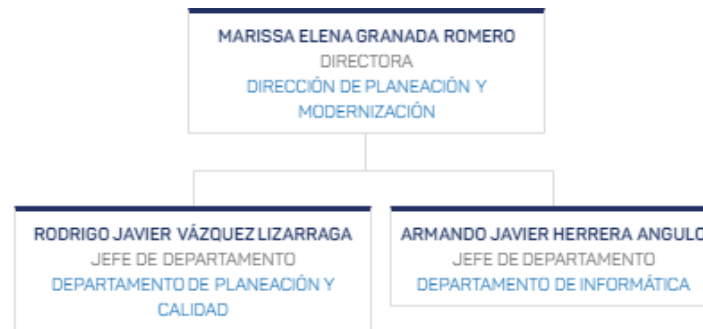 MARISSA ELENA GRANADA ROMERO
DIRECTORA
DIRECCIÓN DE PLANEACIÓN Y
MODERNIZACIÓN
RODRIGO JAVIER VÁZQUEZ LIZARRAGA
JEFE DE DEPARTAMENTO
DEPARTAMENTO DE PLANEACIÓN Y
CALIDAD
ARMANDO JAVIER HERRERA ANGULO
JEFE DE DEPARTAMENTO
DEPARTAMENTO DE INFORMÁTICA